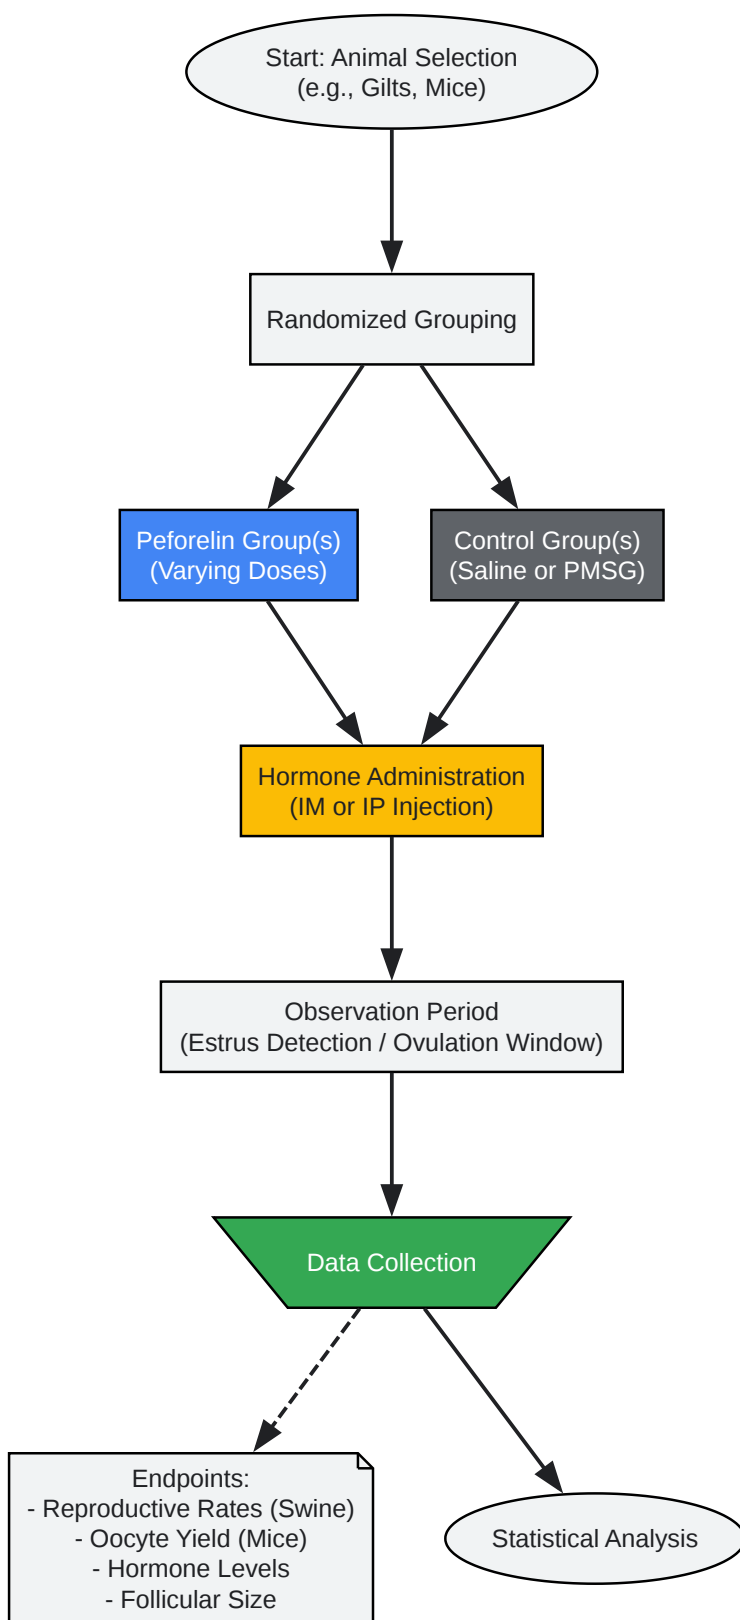 Start: Animal Selection
(e.g., Gilts, Mice)
Randomized Grouping
Peforelin Group(s)
(Varying Doses)
Control Group(s)
(Saline or PMSG)
Hormone Administration
(IM or IP Injection)
Observation Period
(Estrus Detection / Ovulation Window)
Data Collection
Endpoints:
- Reproductive Rates (Swine)
- Oocyte Yield (Mice)
- Hormone Levels
- Follicular Size
Statistical Analysis